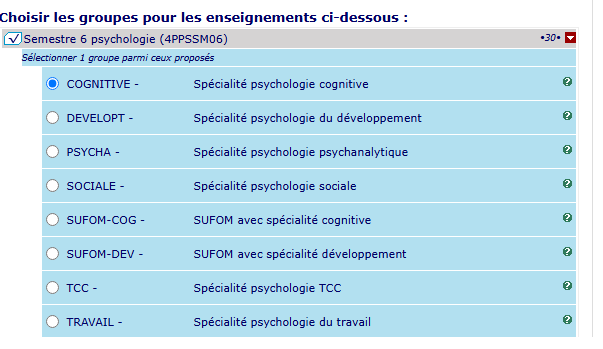 Choisir les groupes pour les enseignements ci-dessous :
Semestre 6 psychologie (4PPSSM06) •30•
Sélectionner 1 groupe parmi ceux proposés
COGNITIVE - Spécialité psychologie cognitive ?
DEVELOPT - Spécialité psychologie du développement ?
PSYCHA - Spécialité psychologie psychanalytique ?
SOCIALE - Spécialité psychologie sociale ?
SUFOM-COG - SUFOM avec spécialité cognitive ?
SUFOM-DEV - SUFOM avec spécialité développement ?
TCC - Spécialité psychologie TCC ?
TRAVAIL - Spécialité psychologie du travail ?